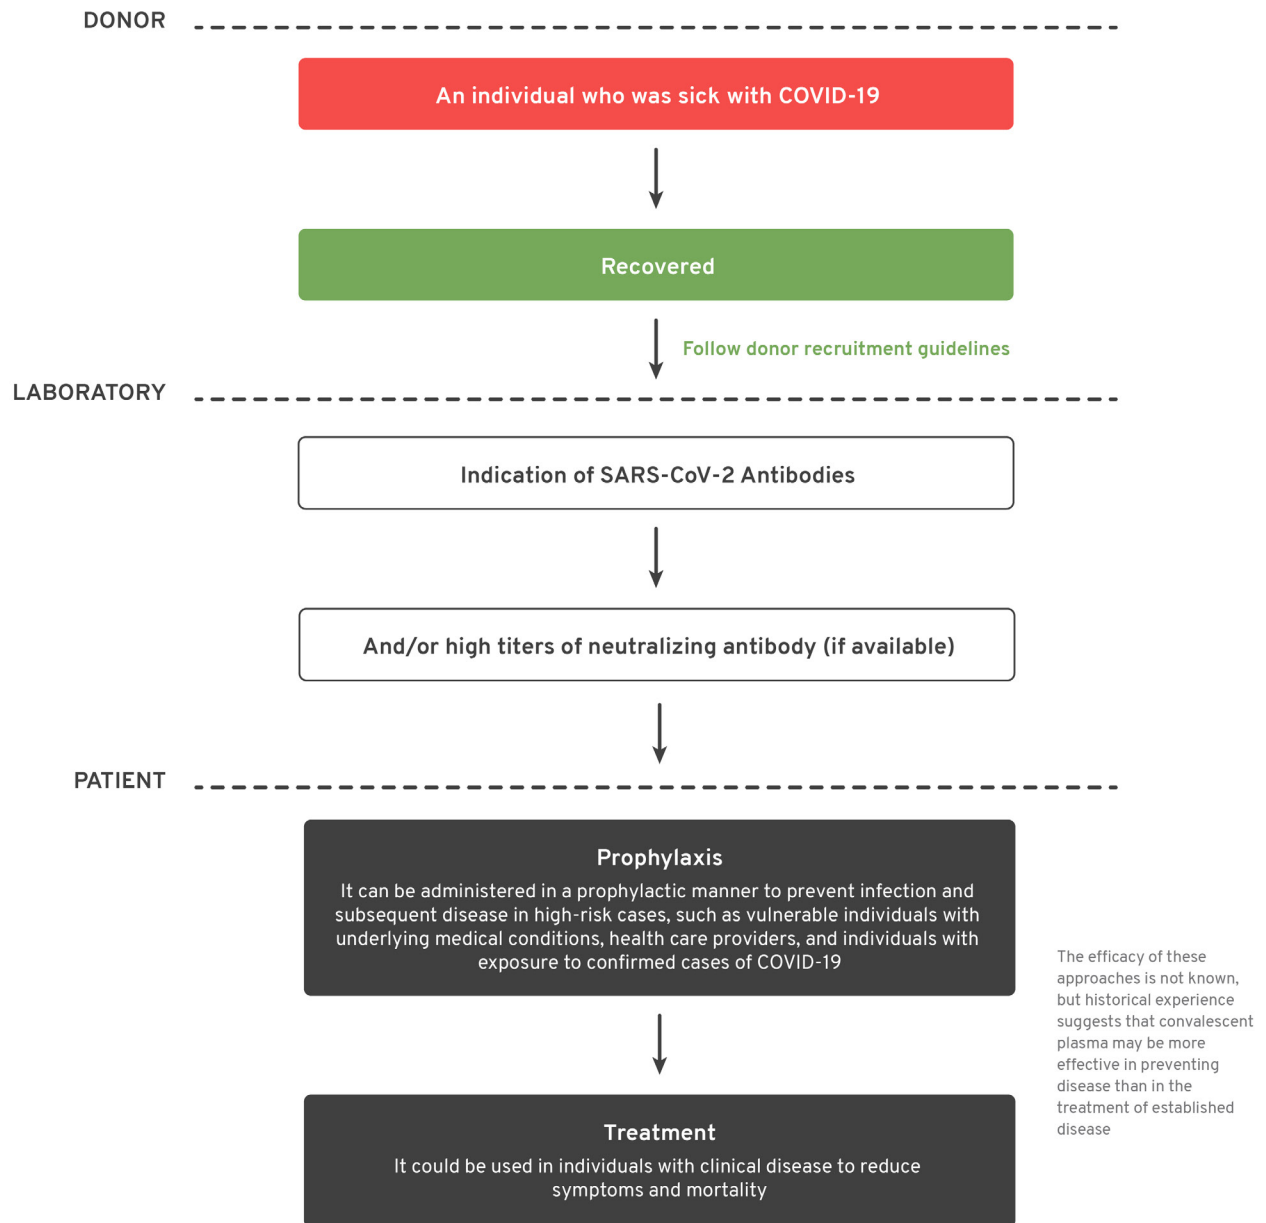 DONOR
An individual who was sick with COVID-19
Recovered
Follow donor recruitment guidelines
LABORATORY
Indication of SARS-CoV-2 Antibodies
And/or high titers of neutralizing antibody (if available)
PATIENT
Prophylaxis
It can be administered in a prophylactic manner to prevent infection and
subsequent disease in high-risk cases, such as vulnerable individuals with
underlying medical conditions, health care providers, and individuals with
exposure to confirmed cases of COVID-19
The efficacy of these
approaches is not known,
but historical experience
suggests that convalescent
plasma may be more
effective in preventing
disease than in the
treatment of established
disease
Treatment
It could be used in individuals with clinical disease to reduce
symptoms and mortality